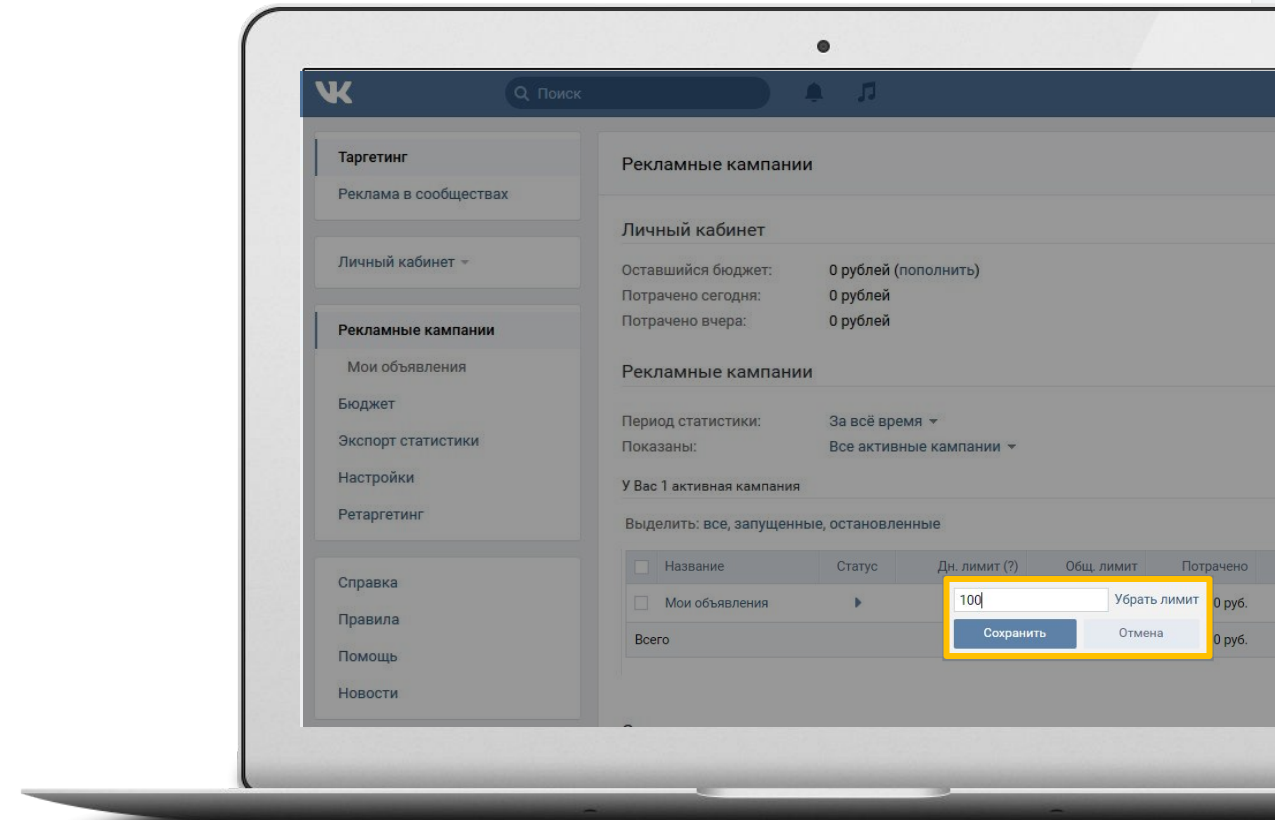 VK
Поиск
Таргетинг
Реклама в сообществах
Личный кабинет
Рекламные кампании
Мои объявления
Бюджет
Экспорт статистики
Настройки
Ретаргетинг
Справка
Правила
Помощь
Новости
Рекламные кампании
Личный кабинет
Оставшийся бюджет: 0 рублей (пополнить)
Потрачено сегодня: 0 рублей
Потрачено вчера: 0 рублей
Рекламные кампании
Период статистики: За всё время
Показаны: Все активные кампании
У Вас 1 активная кампания
Выделить: все, запущенные, остановленные
Название Статус Дн. лимит (?) Общ. лимит Потрачено
Мои объявления 100 Убрать лимит 0 руб.
Сохранить Отмена
Всего 0 руб.